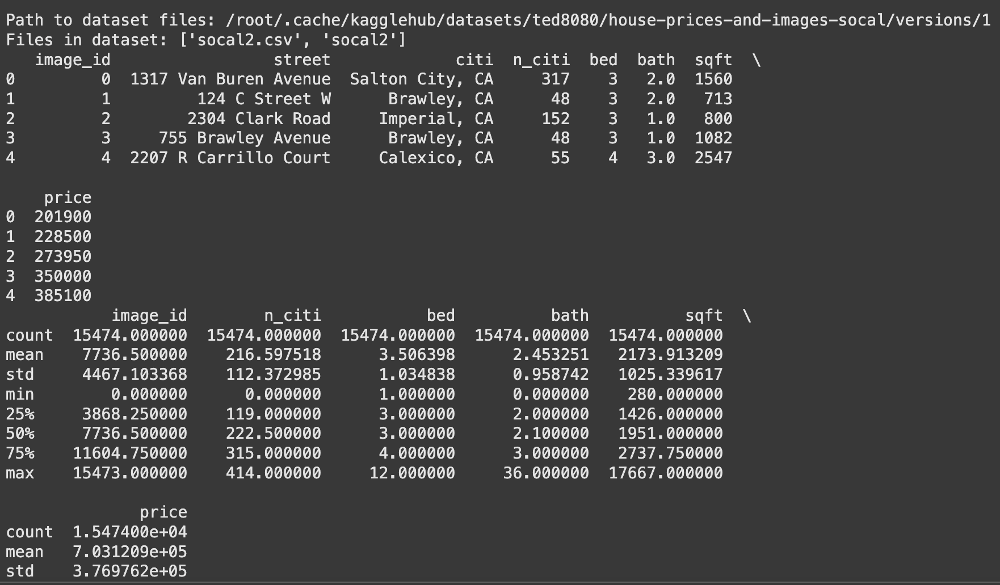 Path to dataset files: /root/.cache/kagglehub/datasets/ted8080/house-prices-and-images-socal/versions/1
Files in dataset: ['socal2.csv', 'socal2']
   image_id                 street             citi  n_citi  bed  bath  sqft  \
0         0  1317 Van Buren Avenue  Salton City, CA     317    3   2.0  1560
1         1         124 C Street W      Brawley, CA      48    3   2.0   713
2         2        2304 Clark Road     Imperial, CA     152    3   1.0   800
3         3     755 Brawley Avenue      Brawley, CA      48    3   1.0  1082
4         4  2207 R Carrillo Court     Calexico, CA      55    4   3.0  2547

    price
0  201900
1  228500
2  273950
3  350000
4  385100
           image_id        n_citi           bed          bath          sqft  \
count  15474.000000  15474.000000  15474.000000  15474.000000  15474.000000
mean    7736.500000    216.597518      3.506398      2.453251   2173.913209
std     4467.103368    112.372985      1.034838      0.958742   1025.339617
min        0.000000      0.000000      1.000000      0.000000    280.000000
25%     3868.250000    119.000000      3.000000      2.000000   1426.000000
50%     7736.500000    222.500000      3.000000      2.100000   1951.000000
75%    11604.750000    315.000000      4.000000      3.000000   2737.750000
max    15473.000000    414.000000     12.000000     36.000000  17667.000000

              price
count  1.547400e+04
mean   7.031209e+05
std    3.769762e+05